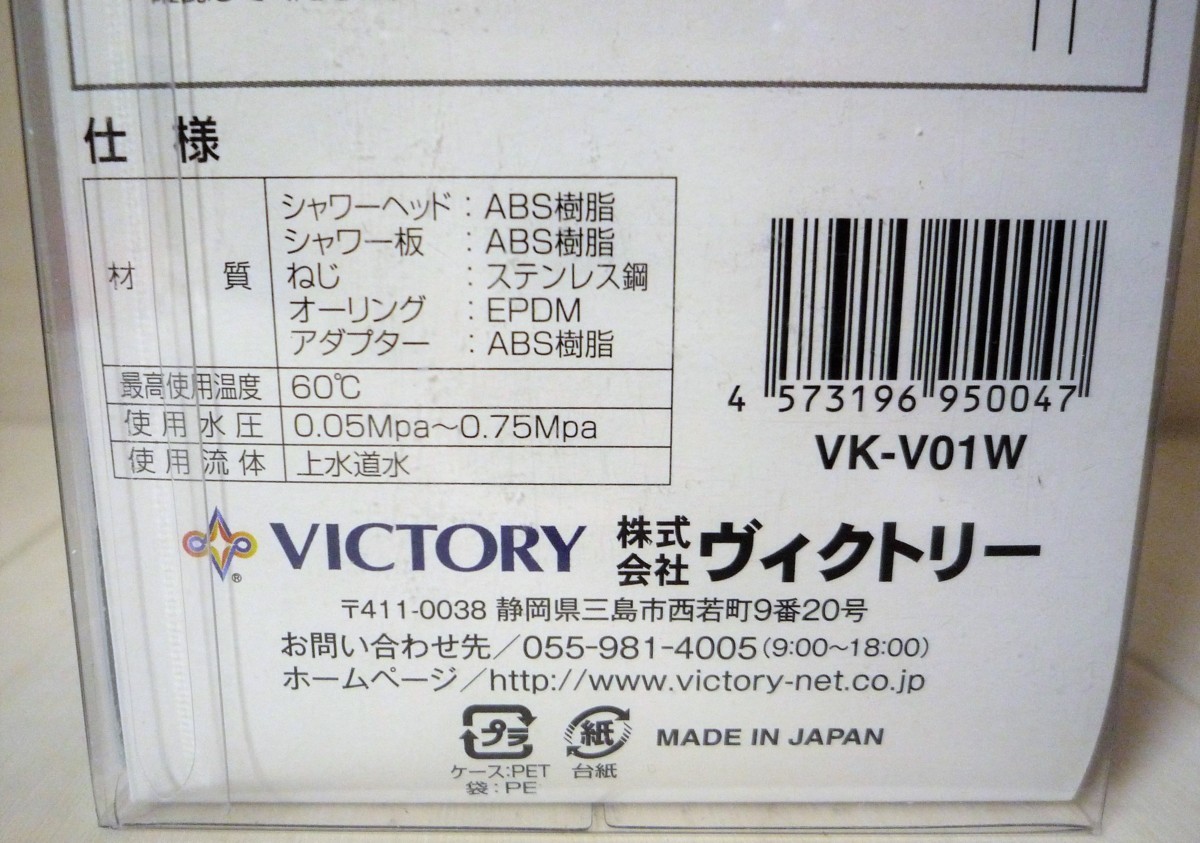 仕様
材質
シャワーヘッド：ABS樹脂
シャワー板：ABS樹脂
ねじ：ステンレス鋼
オーリング：EPDM
アダプター：ABS樹脂
最高使用温度 60℃
使用水圧 0.05Mpa～0.75Mpa
使用流体 上水道水
4 573196 950047
VK-V01W
VICTORY 株式会社ヴィクトリー
®
〒411-0038 静岡県三島市西若町9番20号
お問い合わせ先／055-981-4005(9:00～18:00)
ホームページ／http://www.victory-net.co.jp
プラ 紙 MADE IN JAPAN
ケース:PET 台紙
袋：PE